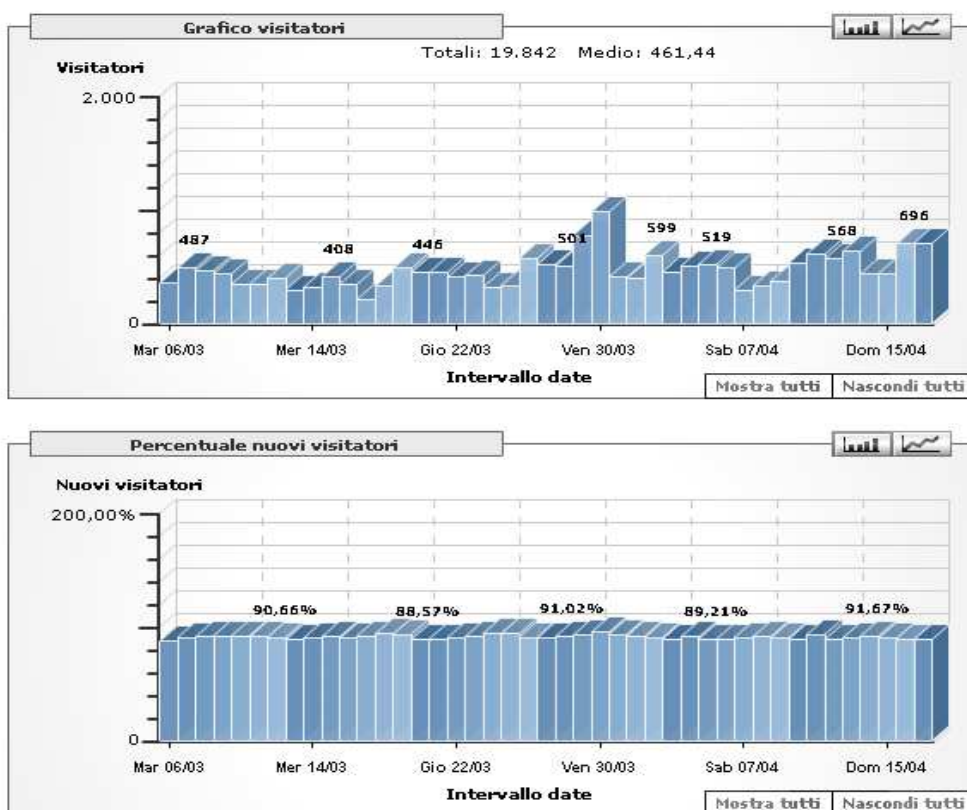 Grafico visitatori
Totali: 19.842 Medio: 461,44
Visitatori
2.000
487
408
446
501
599
519
568
696
0
Mar 06/03 Mer 14/03 Gio 22/03 Ven 30/03 Sab 07/04 Dom 15/04
Intervallo date
Mostra tutti Nascondi tutti
Percentuale nuovi visitatori
Nuovi visitatori
200,00%
90,66% 88,57% 91,02% 89,21% 91,67%
0
Mar 06/03 Mer 14/03 Gio 22/03 Ven 30/03 Sab 07/04 Dom 15/04
Intervallo date
Mostra tutti Nascondi tutti